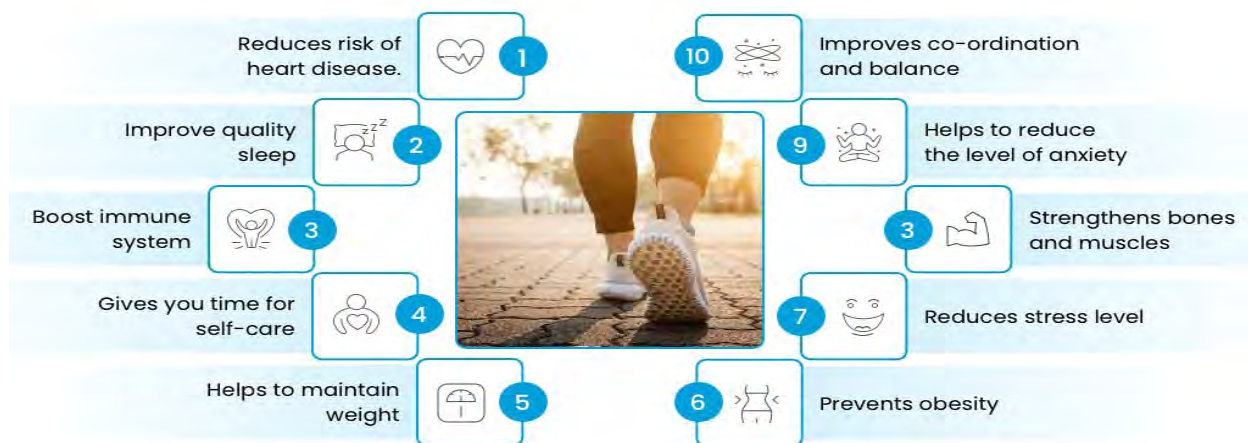 Reduces risk of
heart disease.
1
Improve quality
sleep
zzZ
2
Boost immune
system
3
Gives you time for
self-care
4
Helps to maintain
weight
5
10
Improves co-ordination
and balance
9
Helps to reduce
the level of anxiety
3
Strengthens bones
and muscles
7
Reduces stress level
6
Prevents obesity